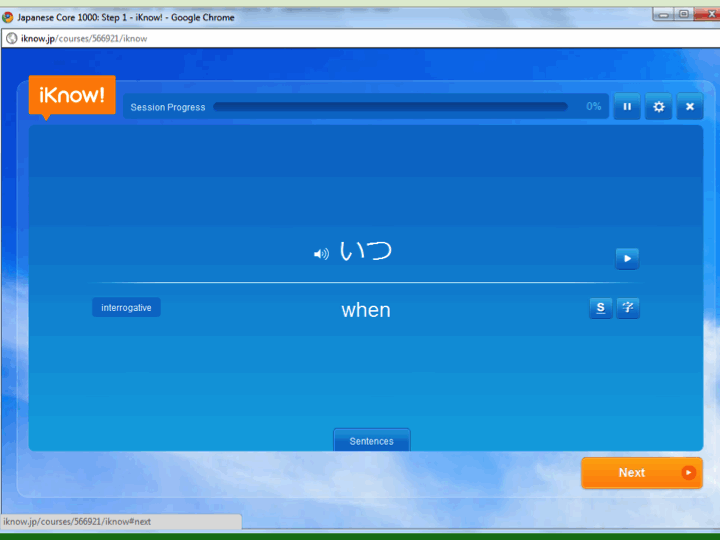 Japanese Core 1000: Step 1 - iKnow! - Google Chrome
iknow.jp/courses/566921/iknow
iKnow!
Session Progress 0%
いつ
interrogative when S 字
Sentences
Next
iknow.jp/courses/566921/iknow#next